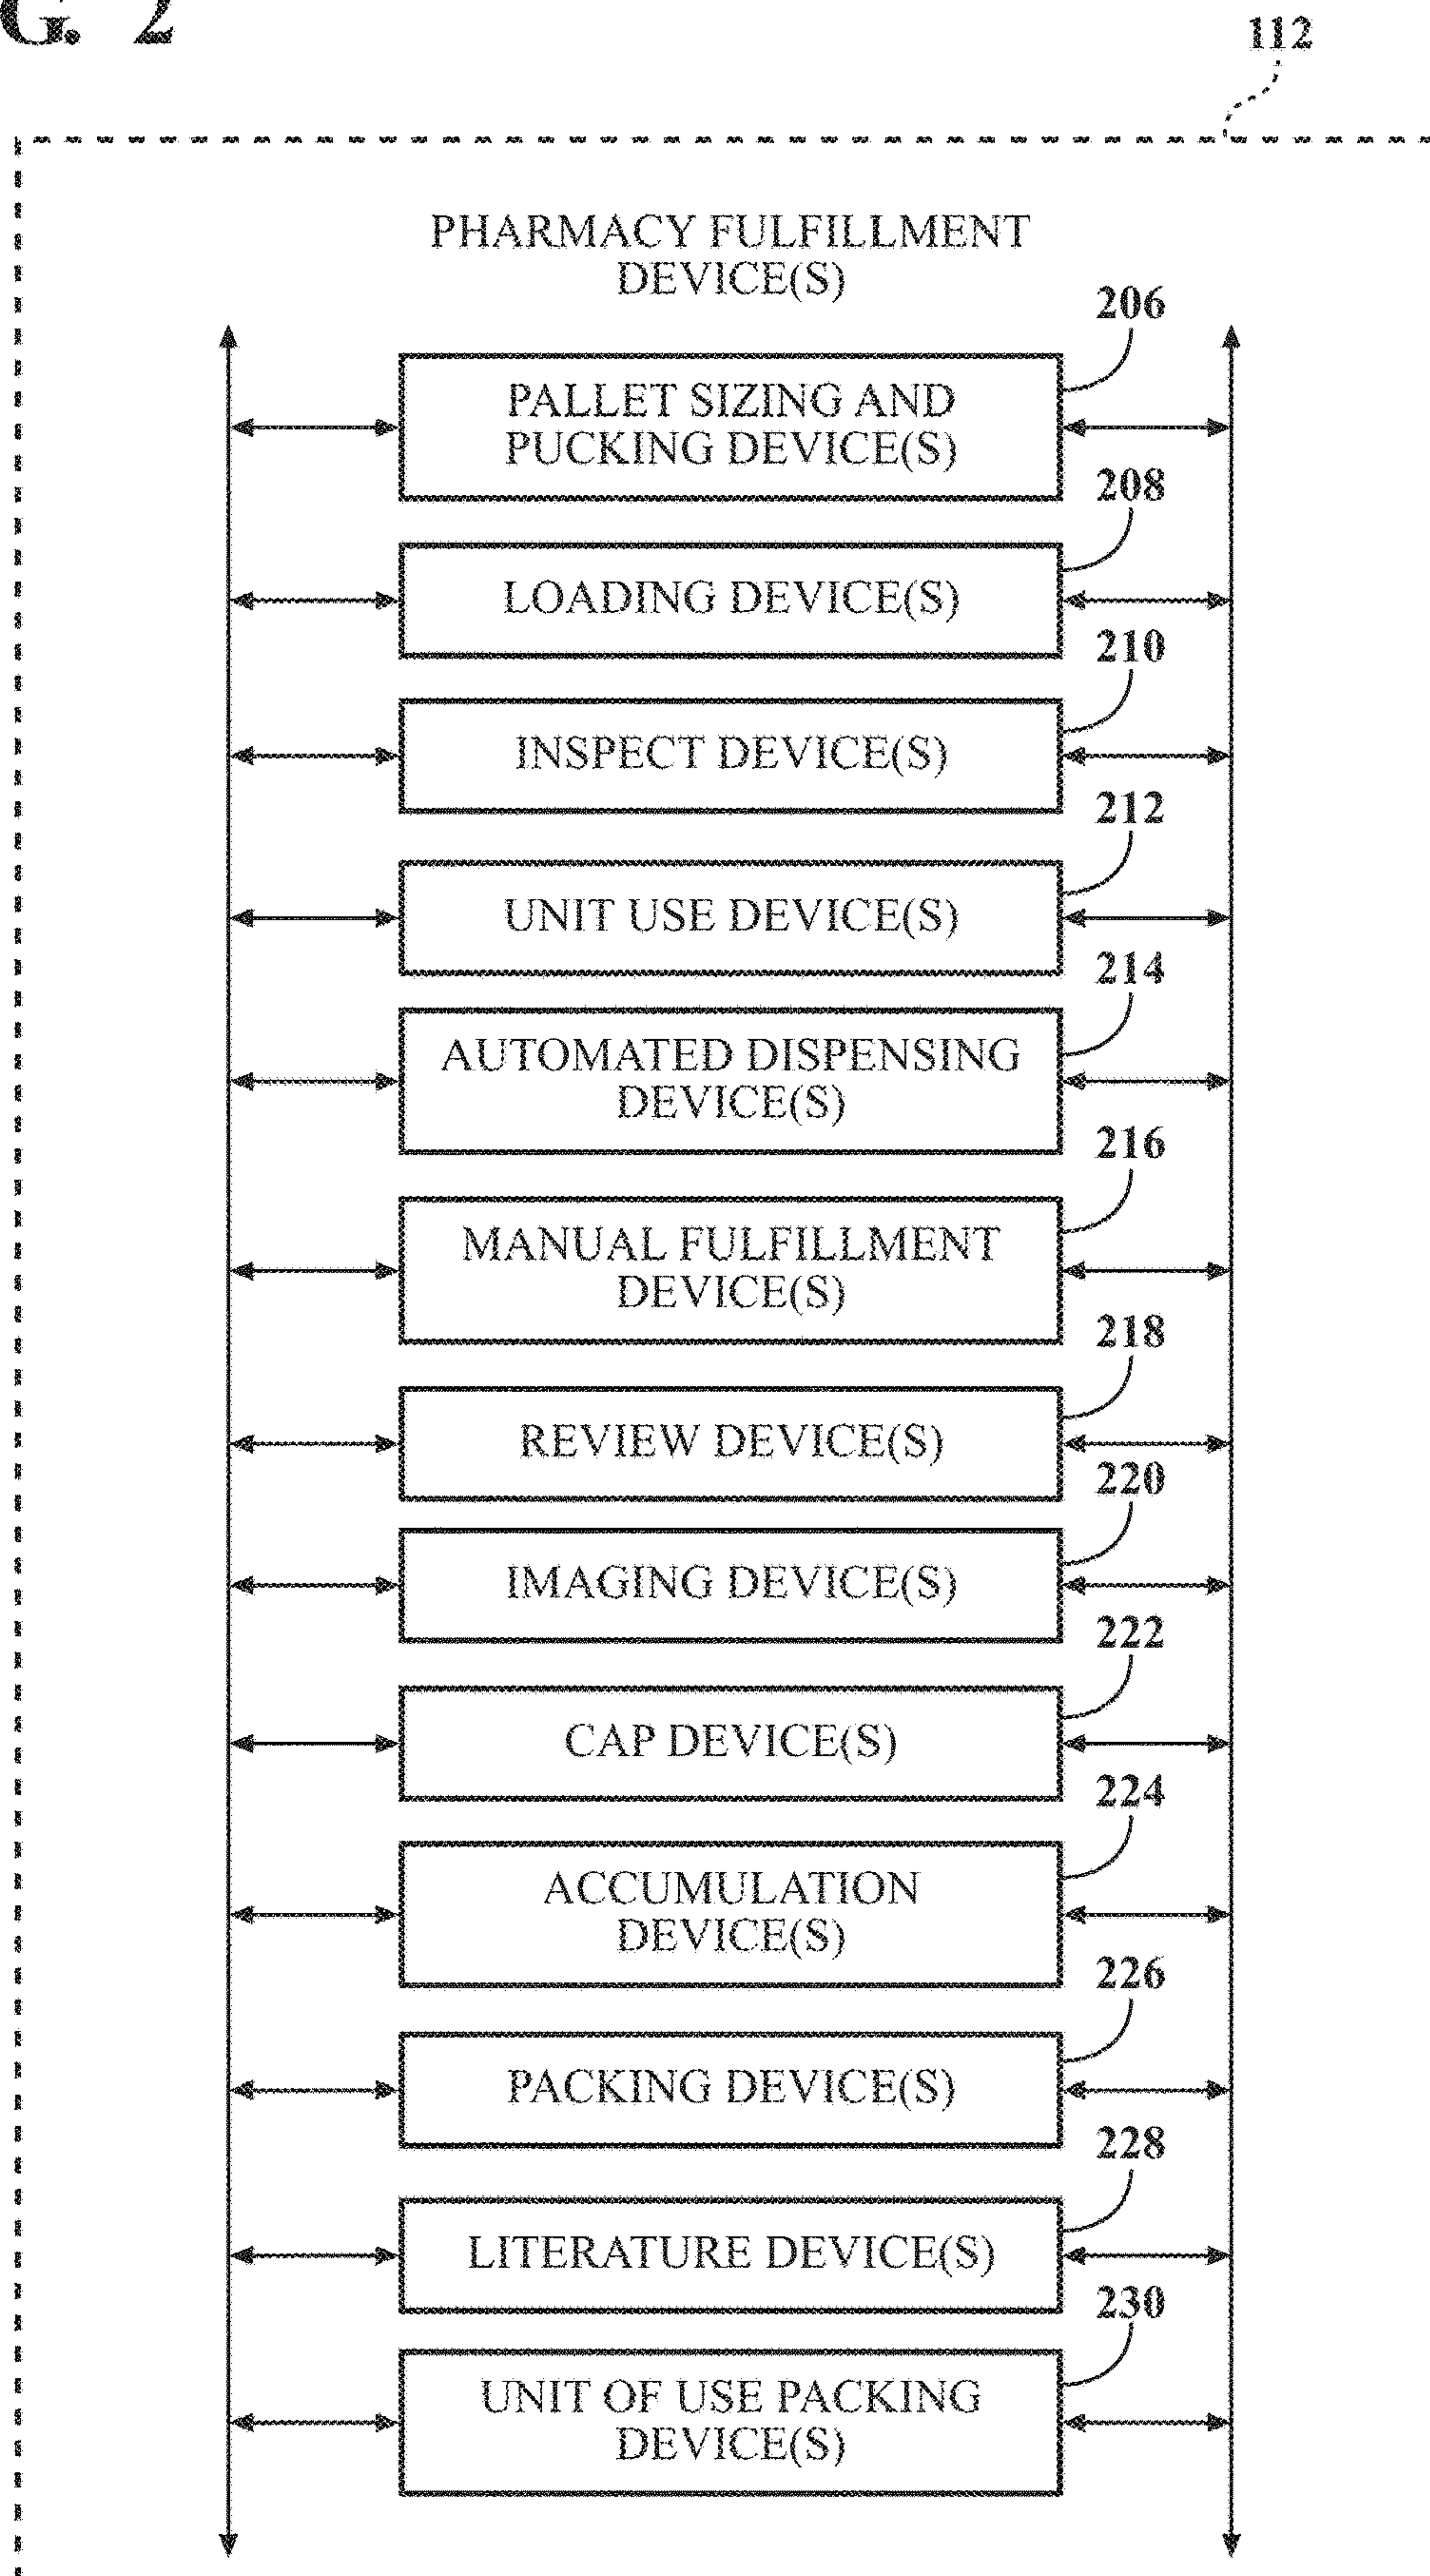 G. 2
112
PHARMACY FULFILLMENT
DEVICE(S)
206
PALLET SIZING AND
PUCKING DEVICE(S)
208
LOADING DEVICE(S)
210
INSPECT DEVICE(S)
212
UNIT USE DEVICE(S)
214
AUTOMATED DISPENSING
DEVICE(S)
216
MANUAL FULFILLMENT
DEVICE(S)
218
REVIEW DEVICE(S)
220
IMAGING DEVICE(S)
222
CAP DEVICE(S)
224
ACCUMULATION
DEVICE(S)
226
PACKING DEVICE(S)
228
LITERATURE DEVICE(S)
230
UNIT OF USE PACKING
DEVICE(S)